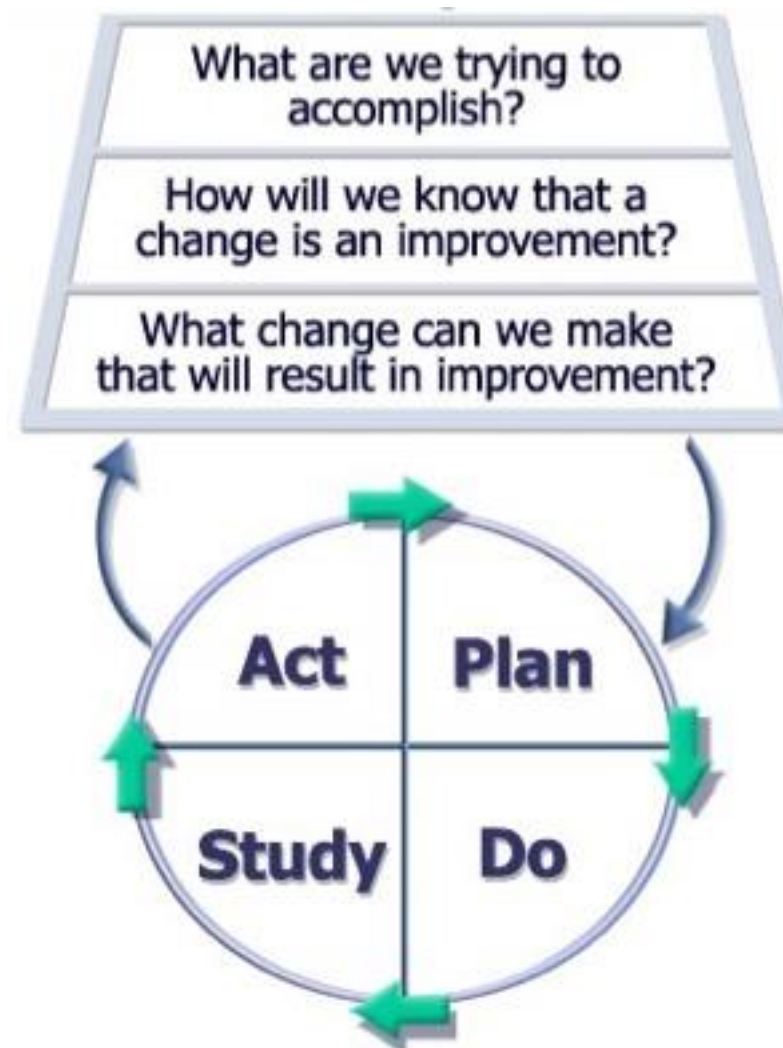 What are we trying to
accomplish?
How will we know that a
change is an improvement?
What change can we make
that will result in improvement?
Act
Plan
Study
Do